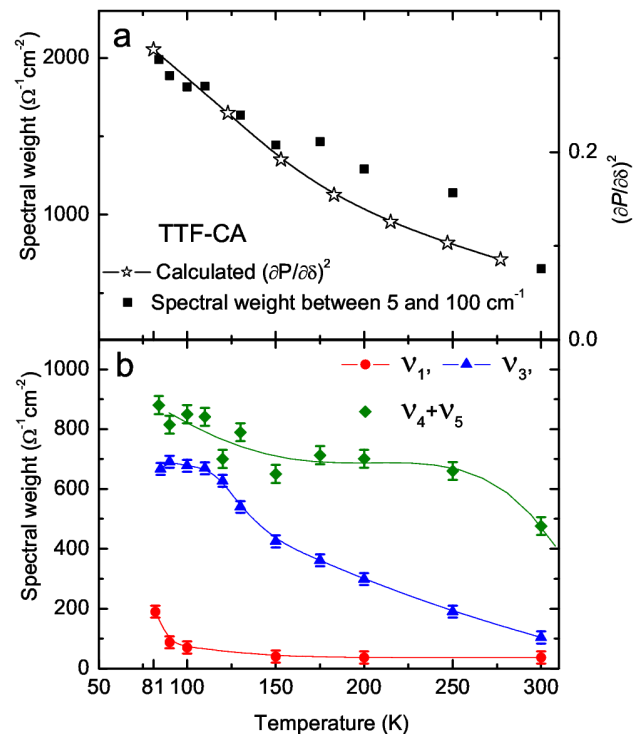 a
Spectral weight (Ω⁻¹cm⁻²)
2000
1000
(∂P/∂δ)²
0.2
0.0
TTF-CA
Calculated (∂P/∂δ)²
Spectral weight between 5 and 100 cm⁻¹
b
Spectral weight (Ω⁻¹cm⁻²)
1000
800
600
400
200
0
ν₁, ν₃,
ν₄+ν₅
50 81 100 150 200 250 300
Temperature (K)